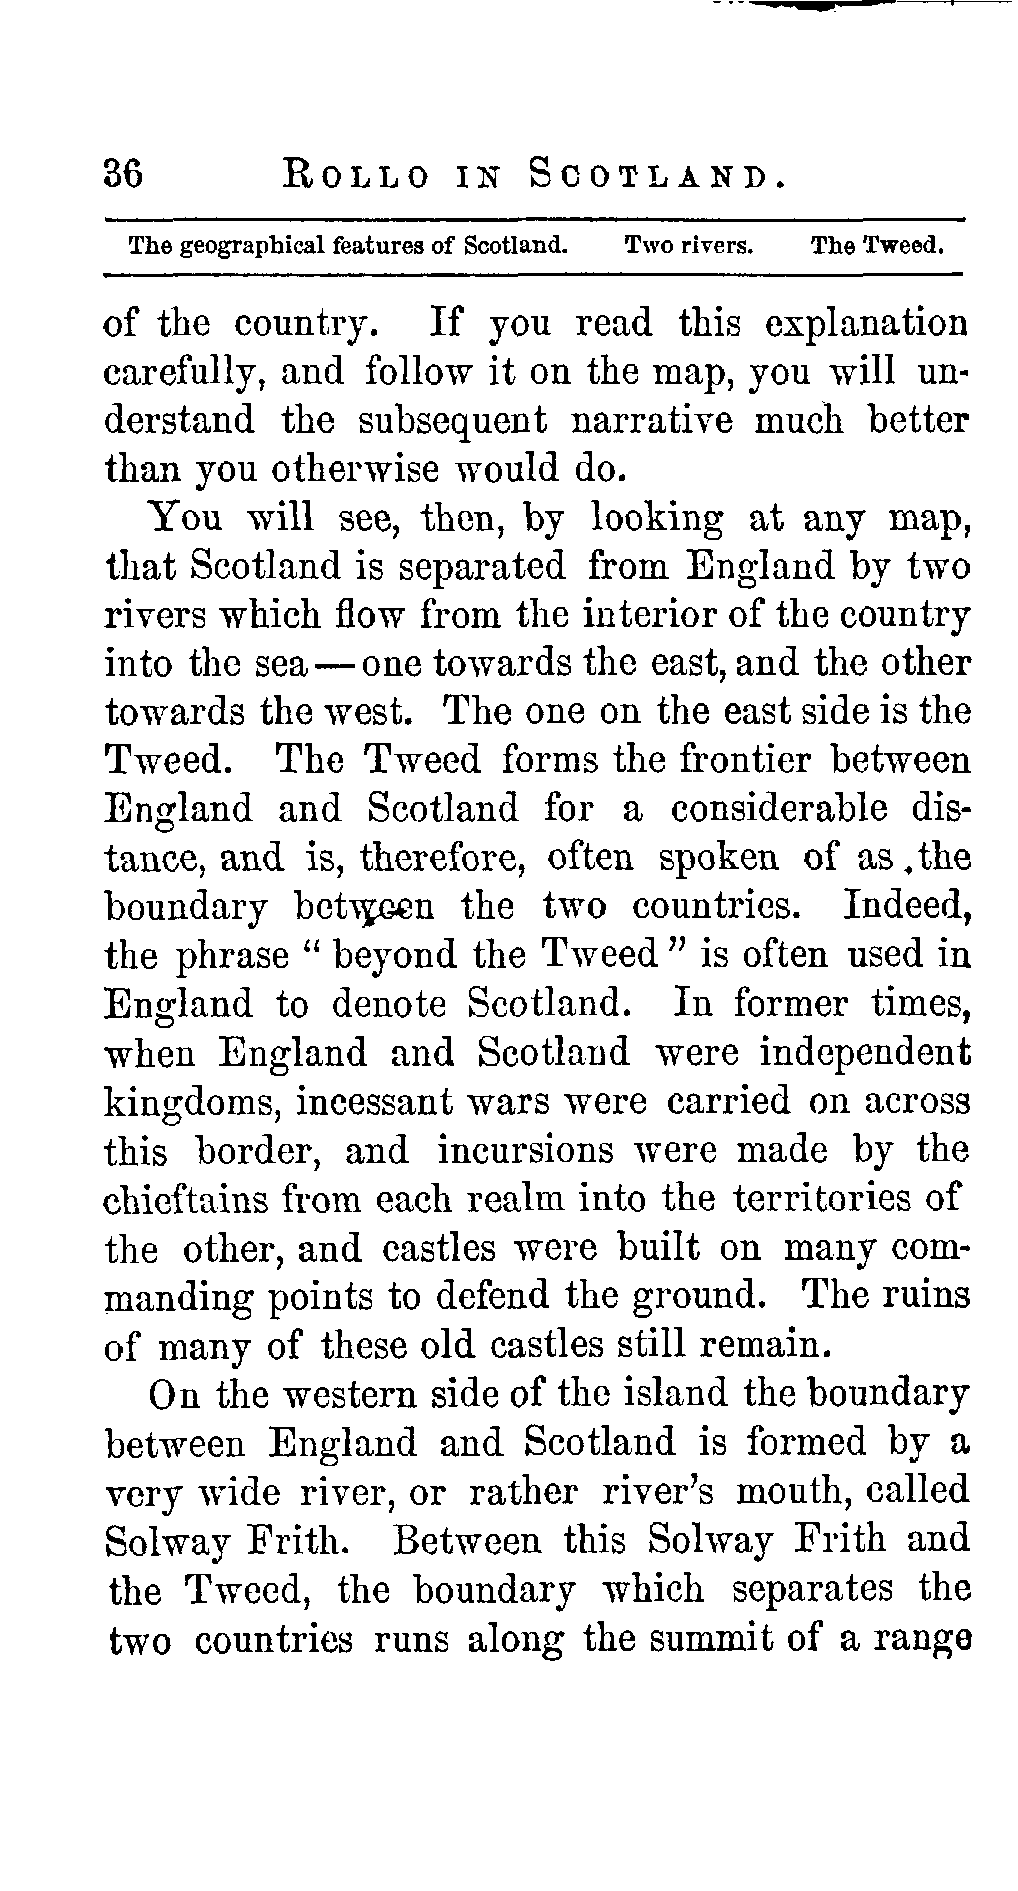 36 ROLLO IN SCOTLAND.
The geographical features of Scotland. Two rivers. The Tweed.
of the country. If you read this explanation
carefully, and follow it on the map, you will un-
derstand the subsequent narrative much better
than you otherwise would do.
You will see, then, by looking at any map,
that Scotland is separated from England by two
rivers which flow from the interior of the country
into the sea — one towards the east, and the other
towards the west. The one on the east side is the
Tweed. The Tweed forms the frontier between
England and Scotland for a considerable dis-
tance, and is, therefore, often spoken of as the
boundary between the two countries. Indeed,
the phrase “ beyond the Tweed ” is often used in
England to denote Scotland. In former times,
when England and Scotland were independent
kingdoms, incessant wars were carried on across
this border, and incursions were made by the
chieftains from each realm into the territories of
the other, and castles were built on many com-
manding points to defend the ground. The ruins
of many of these old castles still remain.
On the western side of the island the boundary
between England and Scotland is formed by a
very wide river, or rather river’s mouth, called
Solway Frith. Between this Solway Frith and
the Tweed, the boundary which separates the
two countries runs along the summit of a range